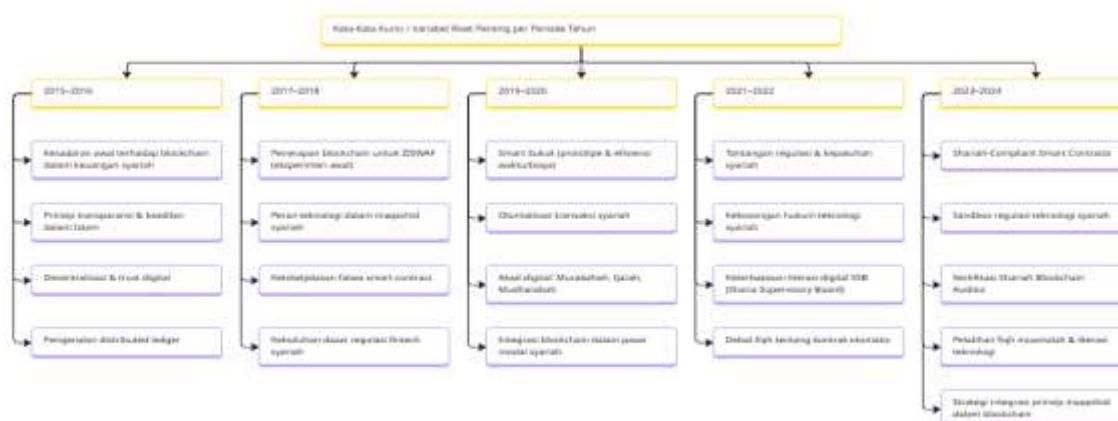 Kata-Kata Kunci / Variabel Riset Penting per Periode Tahun
2015–2016
Kesadaran awal terhadap blockchain
dalam keuangan syariah
Prinsip transparansi & keadilan
dalam Islam
Decentralisasi & trust digital
Pengenalan distributed ledger
2017–2018
Penerapan blockchain untuk ZISWAF
(eksperimen awal)
Peran teknologi dalam maqashid
syariah
Ketidakjelasan fatwa smart contract
Kebutuhan dasar regulasi fintech
syariah
2019–2020
Smart Sukuk (prototipe & efisiensi
waktu/biaya)
Otomatisasi transaksi syariah
Akad digital: Murabahah, Ijarah,
Mudharabah
Integrasi blockchain dalam pasar
modal syariah
2021–2022
Tantangan regulasi & kepatuhan
syariah
Kekosongan hukum teknologi
syariah
Keterbatasan literasi digital SSB
(Sharia Supervisory Board)
Debat fiqh tentang kontrak otomatis
2023–2024
Shariah-Compliant Smart Contracts
Sandbox regulasi teknologi syariah
Sertifikasi Shariah Blockchain
Auditor
Pelatihan fiqh muamalah & literasi
teknologi
Strategi integrasi prinsip maqashid
dalam blockchain